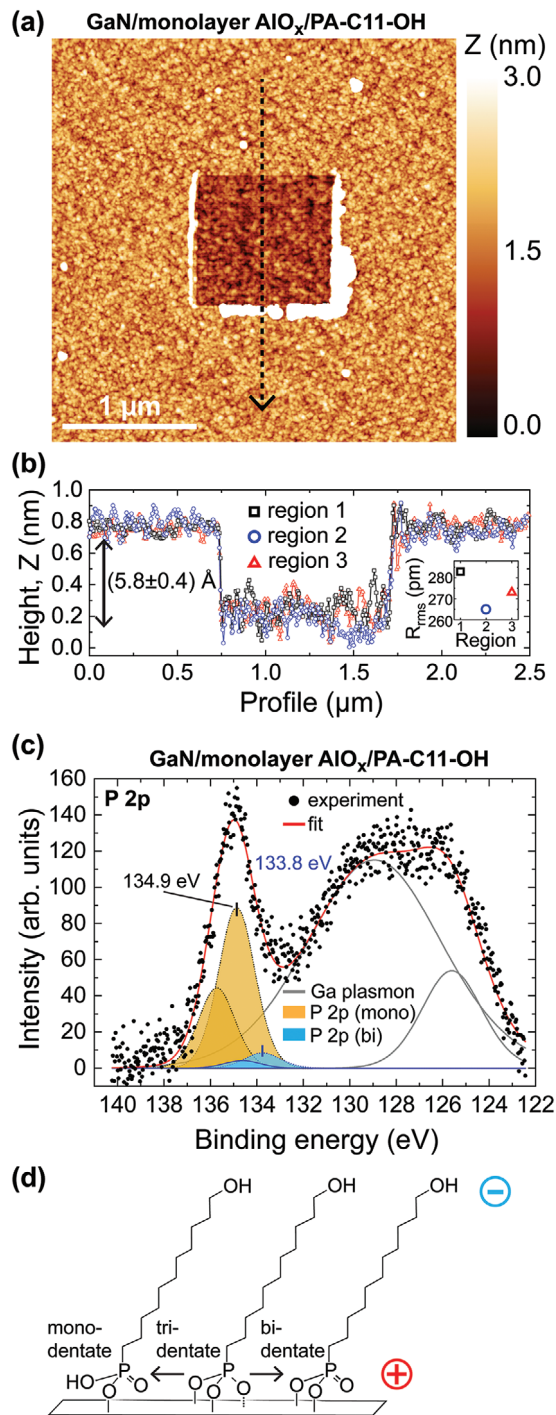 (a) GaN/monolayer AlOx/PA-C11-OH
Z (nm)
3.0
1.5
0.0
1 µm
(b)
Height, Z (nm)
1.0
0.8
0.6
0.4
0.2
0.0
(5.8±0.4) Å
region 1
region 2
region 3
Rrms (pm)
280
270
260
1 2 3
Region
0.0 0.5 1.0 1.5 2.0 2.5
Profile (µm)
(c) GaN/monolayer AlOx/PA-C11-OH
Intensity (arb. units)
160
140
120
100
80
60
40
20
0
P 2p
experiment
fit
133.8 eV
134.9 eV
Ga plasmon
P 2p (mono)
P 2p (bi)
140 138 136 134 132 130 128 126 124 122
Binding energy (eV)
(d)
OH OH OH
−
mono-
dentate
tri-
dentate
bi-
dentate
HO P O
O
P
O O O
P O
O O
+